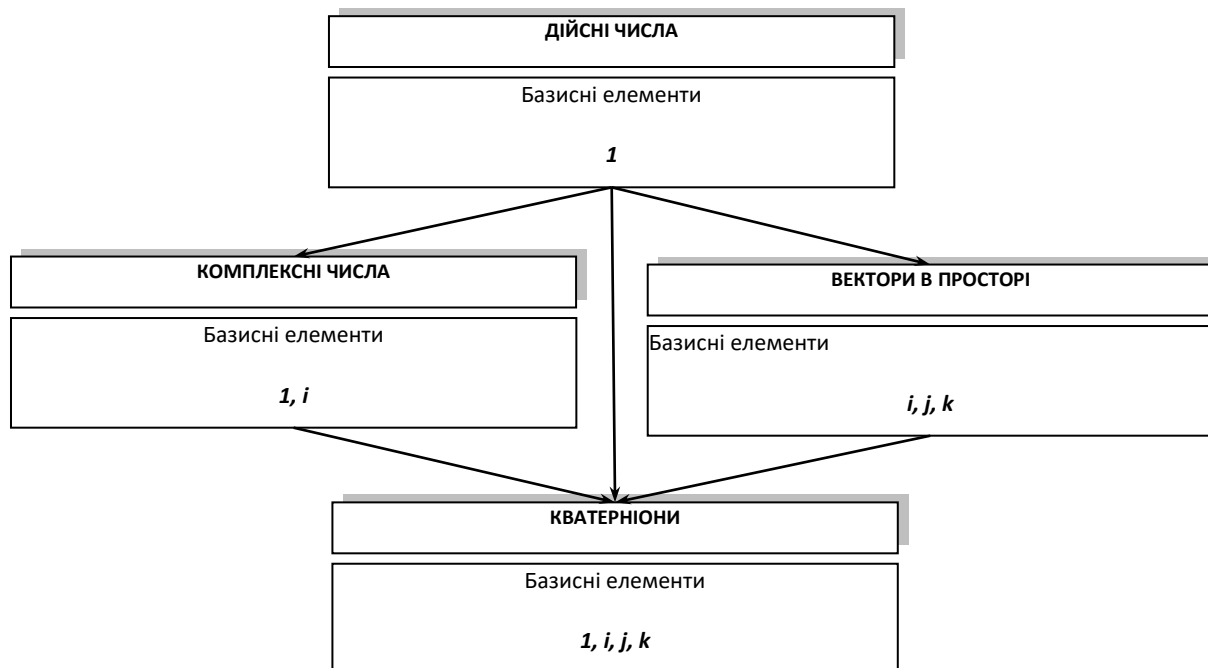 ДІЙСНІ ЧИСЛА
Базисні елементи
1
КОМПЛЕКСНІ ЧИСЛА
Базисні елементи
1, i
ВЕКТОРИ В ПРОСТОРІ
Базисні елементи
i, j, k
КВАТЕРНІОНИ
Базисні елементи
1, i, j, k